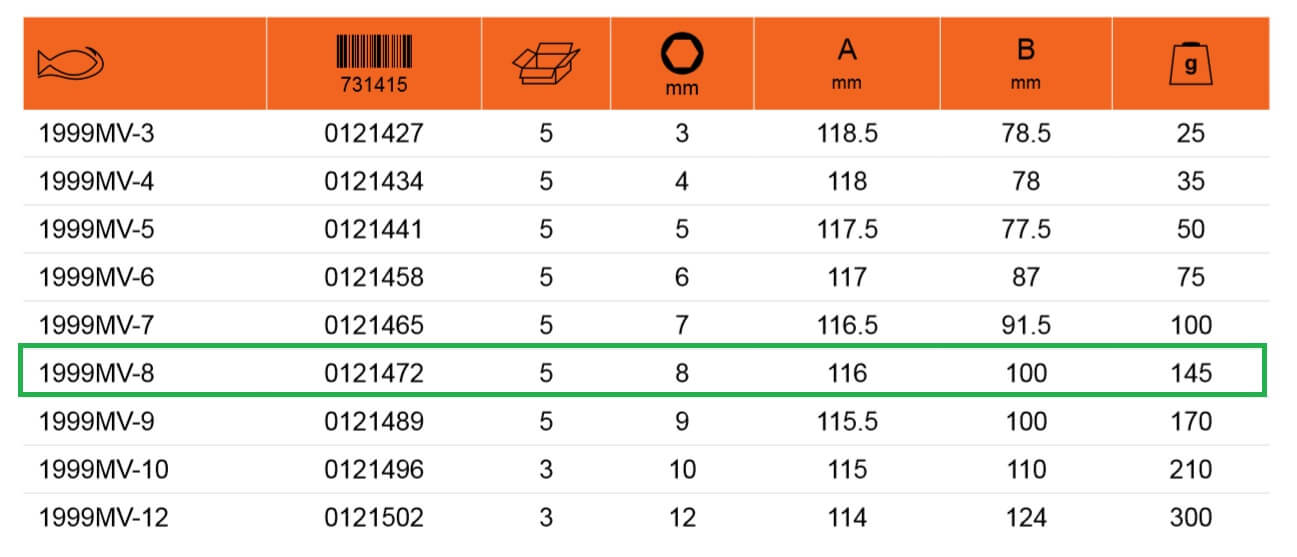 731415 mm A mm B mm g
1999MV-3 0121427 5 3 118.5 78.5 25
1999MV-4 0121434 5 4 118 78 35
1999MV-5 0121441 5 5 117.5 77.5 50
1999MV-6 0121458 5 6 117 87 75
1999MV-7 0121465 5 7 116.5 91.5 100
1999MV-8 0121472 5 8 116 100 145
1999MV-9 0121489 5 9 115.5 100 170
1999MV-10 0121496 3 10 115 110 210
1999MV-12 0121502 3 12 114 124 300